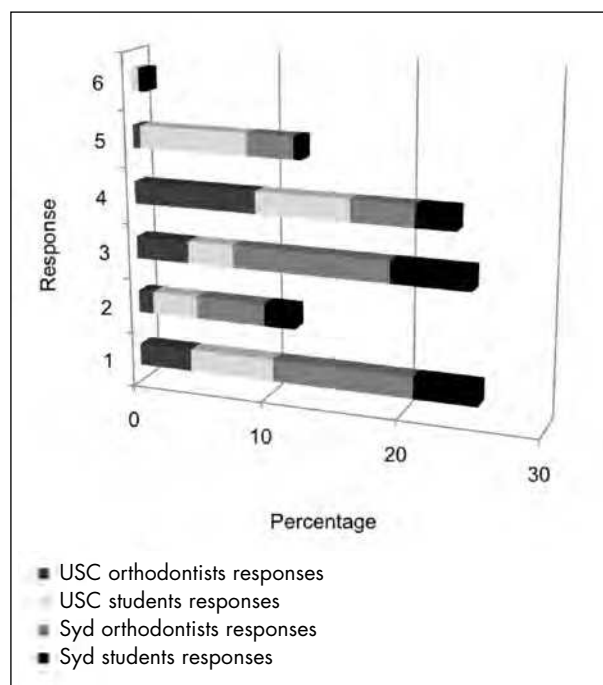 6
5
4
3
2
1
Response
0
10
20
30
Percentage
USC orthodontists responses
USC students responses
Syd orthodontists responses
Syd students responses